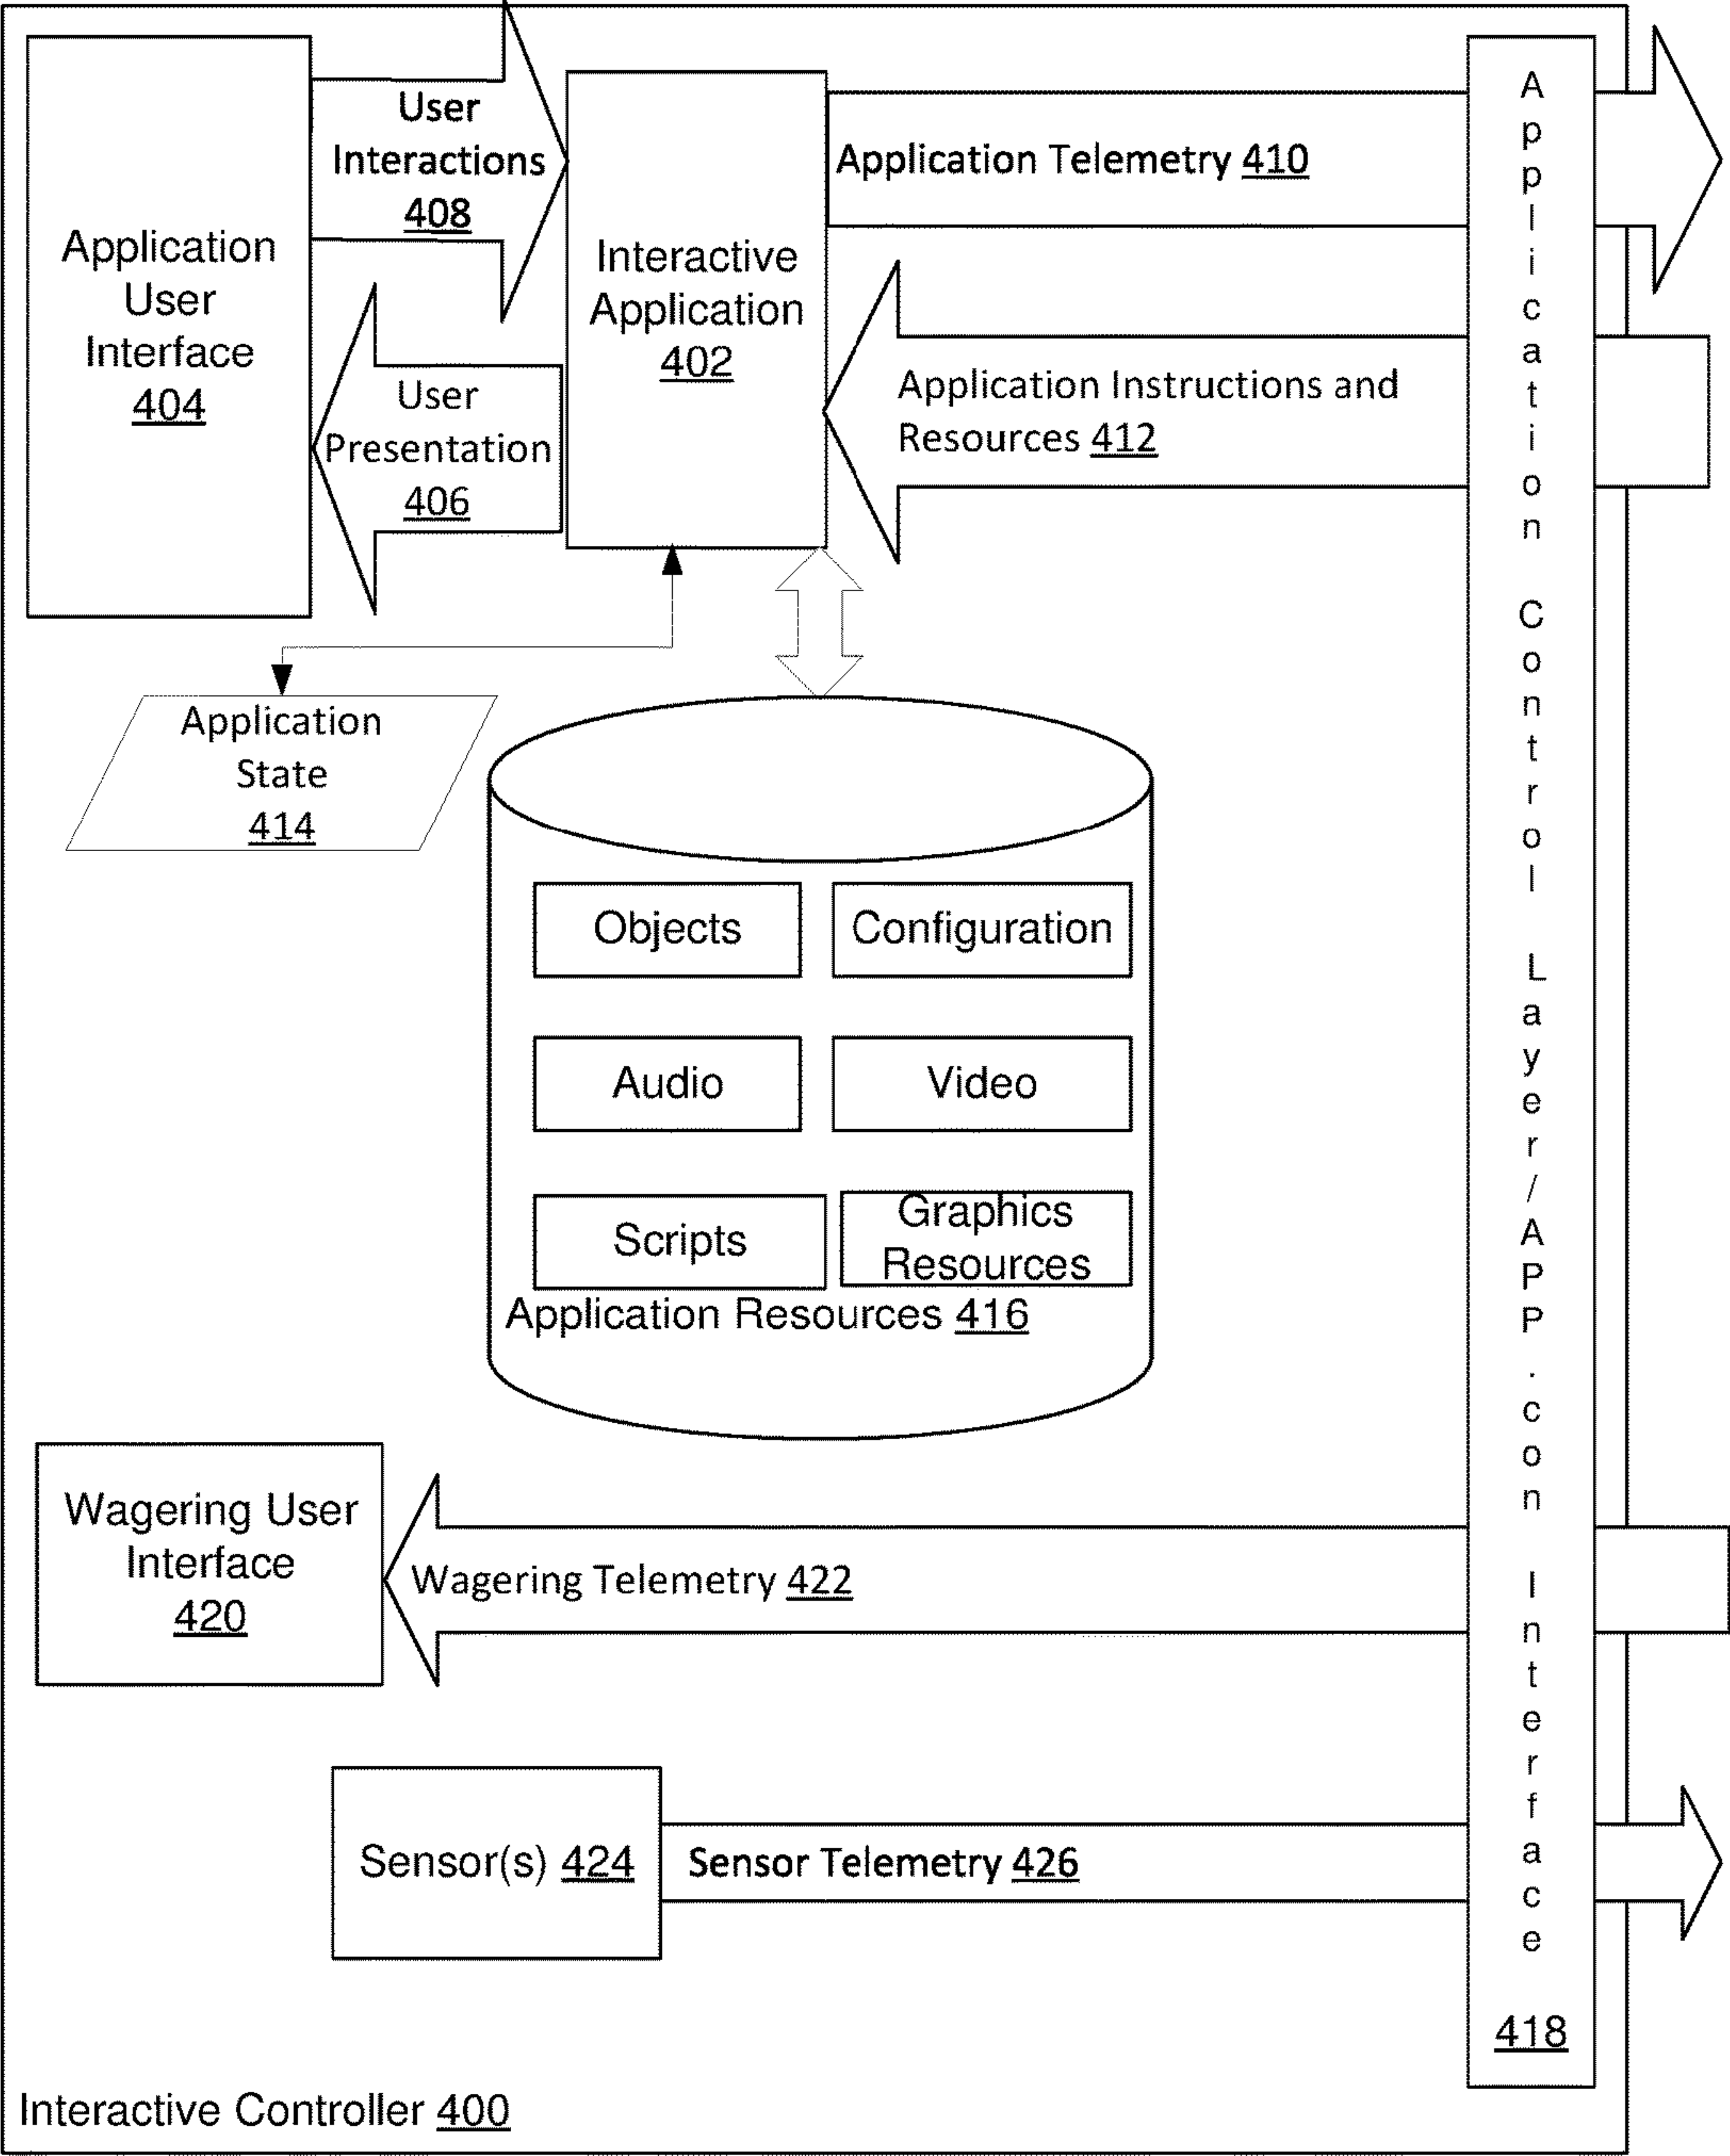 Application
User
Interface
404
User
Interactions
408
User
Presentation
406
Interactive
Application
402
Application Telemetry 410
Application Instructions and
Resources 412
Application
State
414
Objects
Configuration
Audio
Video
Scripts
Graphics
Resources
Application Resources 416
Wagering User
Interface
420
Wagering Telemetry 422
Sensor(s) 424
Sensor Telemetry 426
Application Control Layer/APP.con Interface
418
Interactive Controller 400